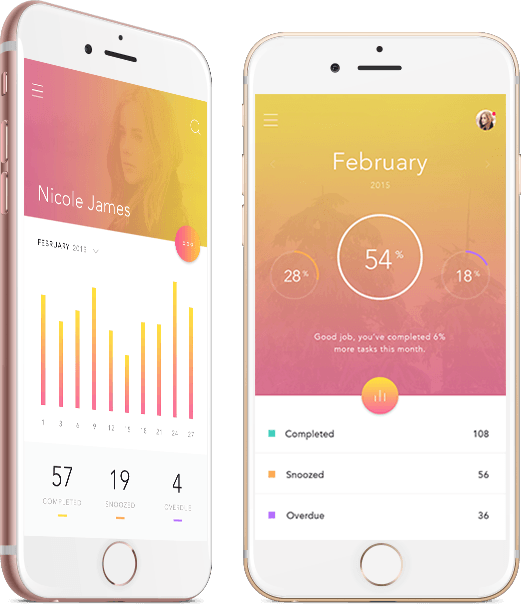 Nicole James
FEBRUARY 2015
1 3 6 9 12 15 18 21 24 27
57 19 4
COMPLETED SNOOZED OVERDUE
February
2015
28% 54% 18%
Good job, you've completed 6%
more tasks this month.
Completed 108
Snoozed 56
Overdue 36